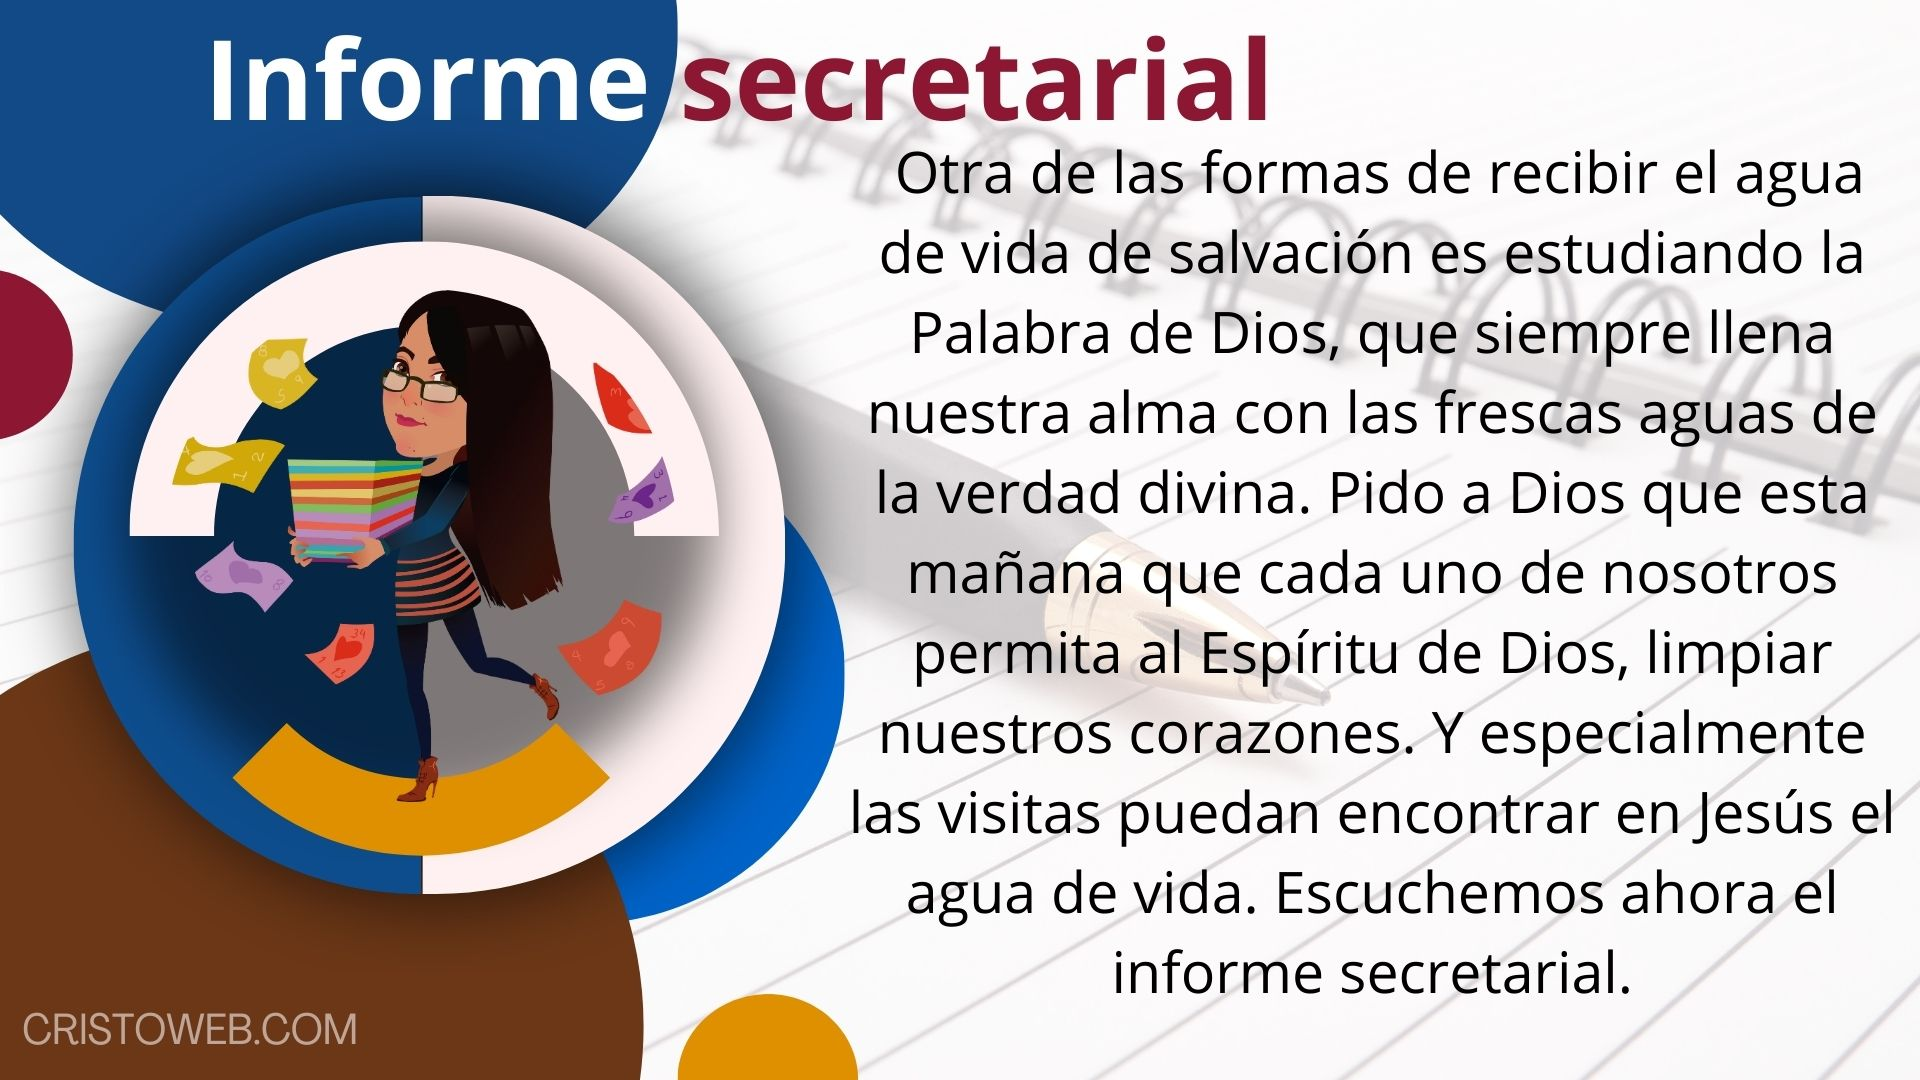 Informe secretarial
Otra de las formas de recibir el agua
de vida de salvación es estudiando la
Palabra de Dios, que siempre llena
nuestra alma con las frescas aguas de
la verdad divina. Pido a Dios que esta
mañana que cada uno de nosotros
permita al Espíritu de Dios, limpiar
nuestros corazones. Y especialmente
las visitas puedan encontrar en Jesús el
agua de vida. Escuchemos ahora el
informe secretarial.
CRISTOWEB.COM